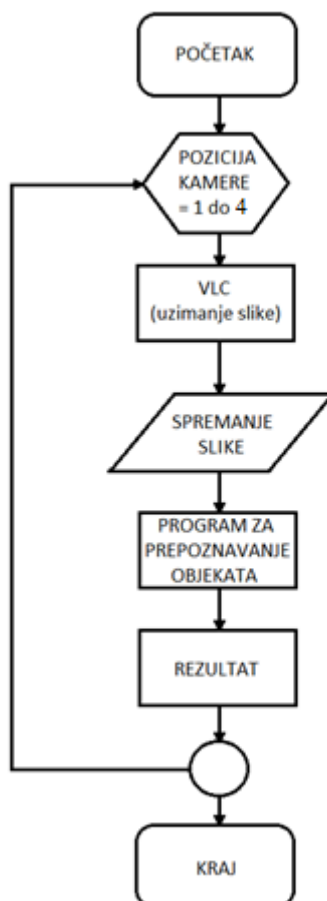 POČETAK
POZICIJA
KAMERE
= 1 do 4
VLC
(uzimanje slike)
SPREMANJE
SLIKE
PROGRAM ZA
PREPOZNAVANJE
OBJEKATA
REZULTAT
KRAJ